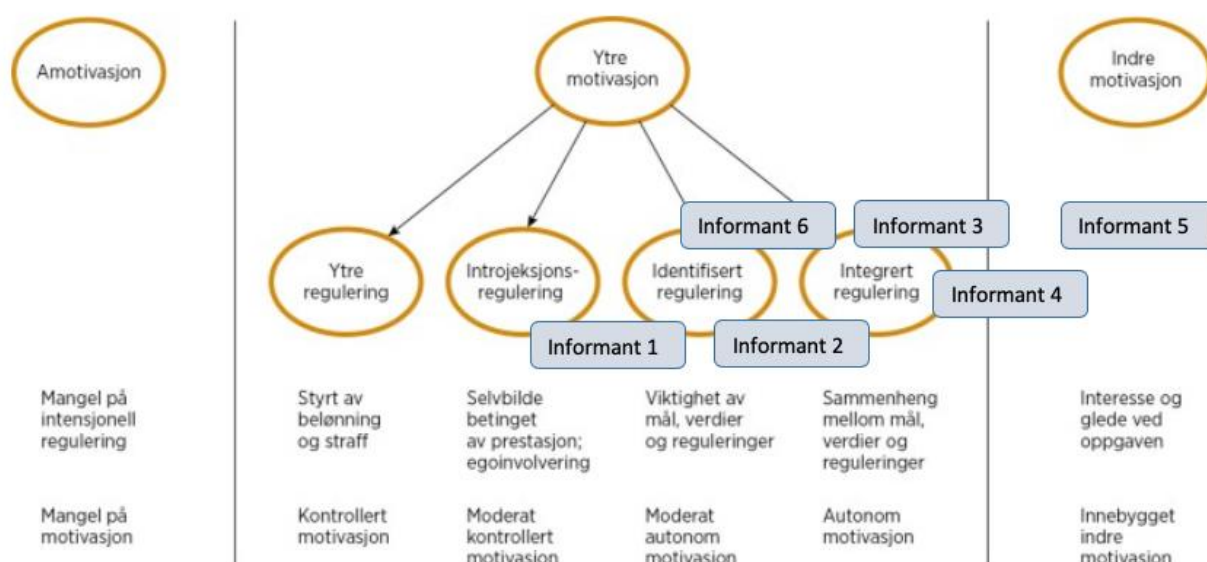 Amotivasjon
Ytre
motivasjon
Indre
motivasjon
Informant 6
Informant 3
Informant 5
Ytre
regulering
Introjeksjons-
regulering
Identifisert
regulering
Integrert
regulering
Informant 4
Informant 1
Informant 2
Mangel på
intensjonell
regulering
Styrt av
belønning
og straff
Selvbilde
betinget
av prestasjon;
egoinvolvering
Viktighet av
mål, verdier
og reguleringer
Sammenheng
mellom mål,
verdier og
reguleringer
Interesse og
glede ved
oppgaven
Mangel på
motivasjon
Kontrollert
motivasjon
Moderat
kontrollert
motivasjon
Moderat
autonom
motivasjon
Autonom
motivasjon
Innebygget
indre
motivasjon